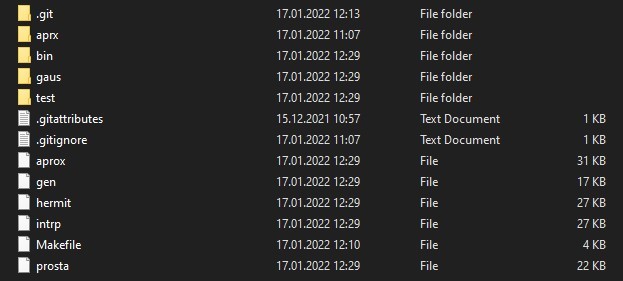 .git 17.01.2022 12:13 File folder
aprx 17.01.2022 11:07 File folder
bin 17.01.2022 12:29 File folder
gaus 17.01.2022 12:29 File folder
test 17.01.2022 12:29 File folder
.gitattributes 15.12.2021 10:57 Text Document 1 KB
.gitignore 17.01.2022 11:07 Text Document 1 KB
aprox 17.01.2022 12:29 File 31 KB
gen 17.01.2022 12:29 File 17 KB
hermit 17.01.2022 12:29 File 27 KB
intrp 17.01.2022 12:29 File 27 KB
Makefile 17.01.2022 12:10 File 4 KB
prosta 17.01.2022 12:29 File 22 KB